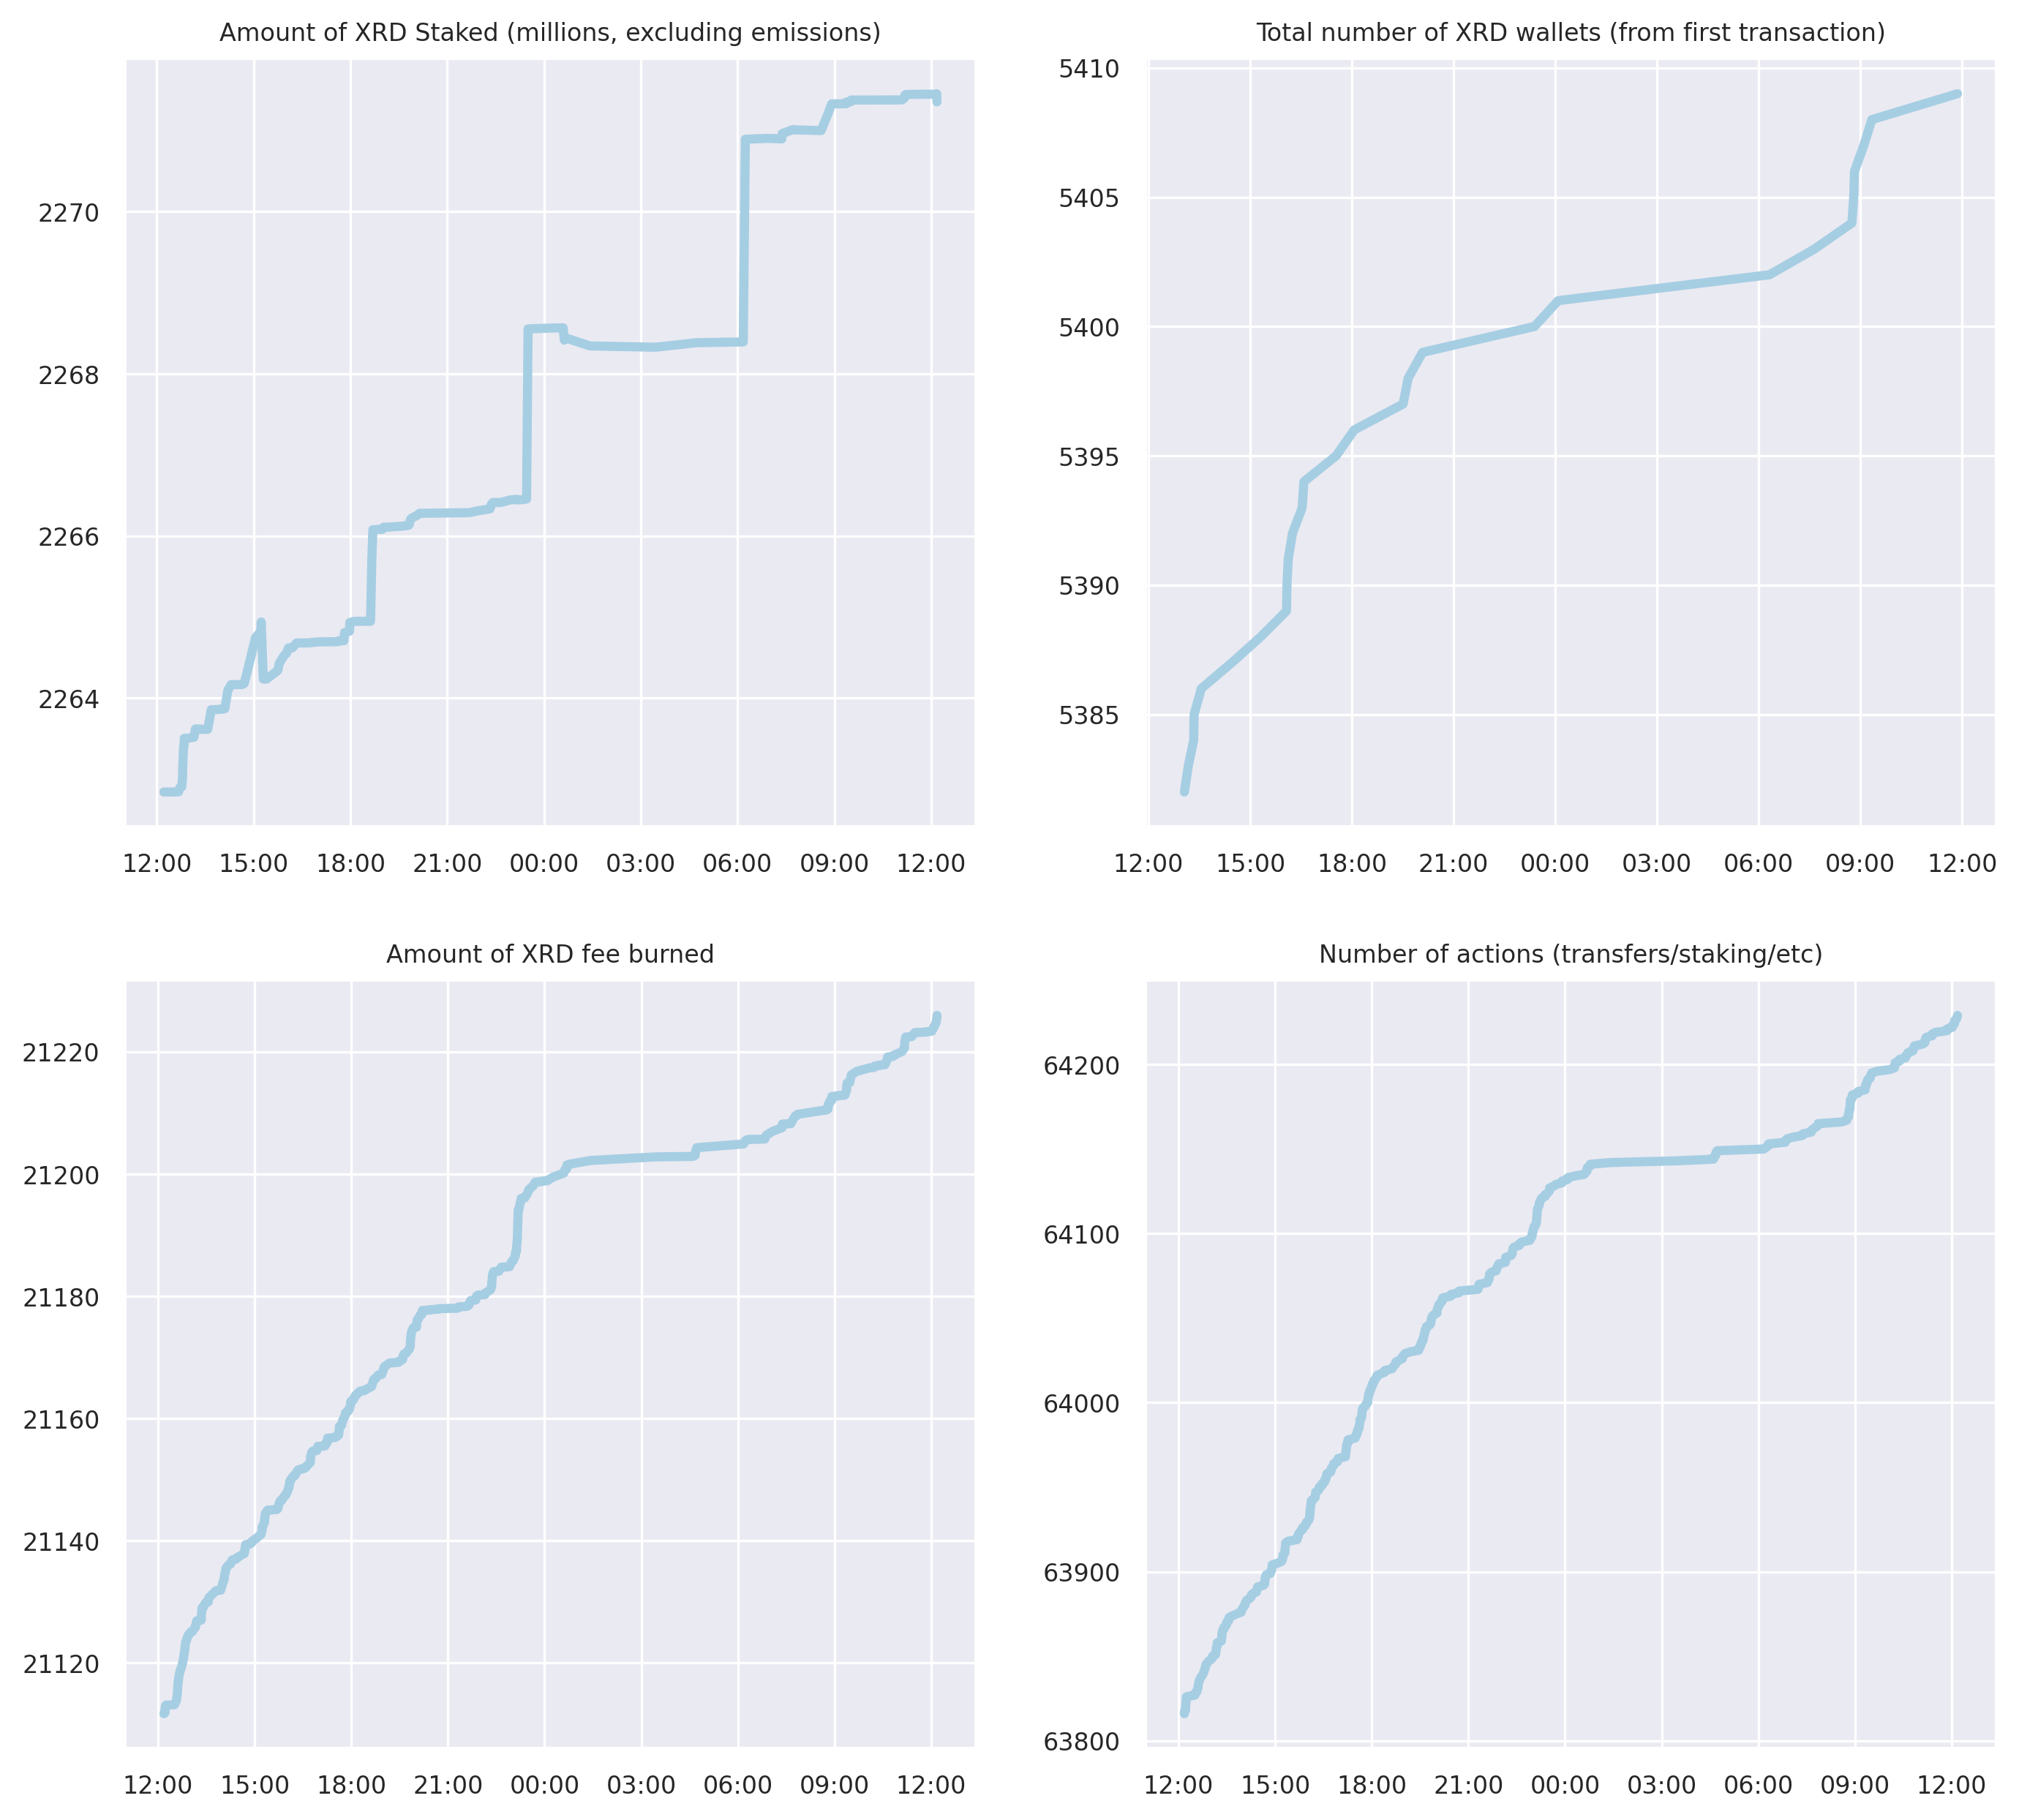 Amount of XRD Staked (millions, excluding emissions)
2270
2268
2266
2264
12:00 15:00 18:00 21:00 00:00 03:00 06:00 09:00 12:00
Total number of XRD wallets (from first transaction)
5410
5405
5400
5395
5390
5385
12:00 15:00 18:00 21:00 00:00 03:00 06:00 09:00 12:00
Amount of XRD fee burned
21220
21200
21180
21160
21140
21120
12:00 15:00 18:00 21:00 00:00 03:00 06:00 09:00 12:00
Number of actions (transfers/staking/etc)
64200
64100
64000
63900
63800
12:00 15:00 18:00 21:00 00:00 03:00 06:00 09:00 12:00